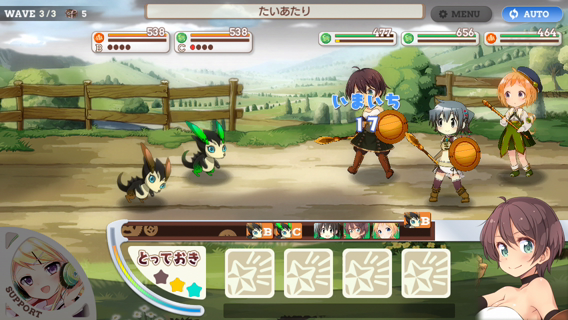 WAVE 3/3 5
たいあたり
MENU
AUTO
538
B
538
C
477
656
464
いまいち
17
B
C
B
とっておき
SUPPORT